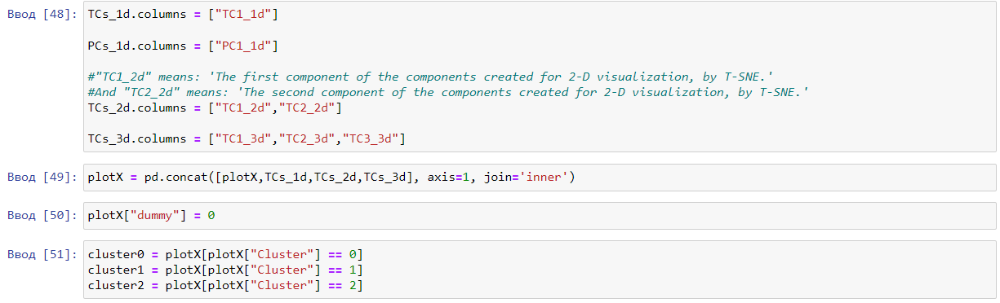 Ввод [48]: TCs_1d.columns = ["TC1_1d"]
PCs_1d.columns = ["PC1_1d"]
#"TC1_2d" means: 'The first component of the components created for 2-D visualization, by T-SNE.'
#And "TC2_2d" means: 'The second component of the components created for 2-D visualization, by T-SNE.'
TCs_2d.columns = ["TC1_2d","TC2_2d"]
TCs_3d.columns = ["TC1_3d","TC2_3d","TC3_3d"]
Ввод [49]: plotX = pd.concat([plotX,TCs_1d,TCs_2d,TCs_3d], axis=1, join='inner')
Ввод [50]: plotX["dummy"] = 0
Ввод [51]: cluster0 = plotX[plotX["Cluster"] == 0]
cluster1 = plotX[plotX["Cluster"] == 1]
cluster2 = plotX[plotX["Cluster"] == 2]